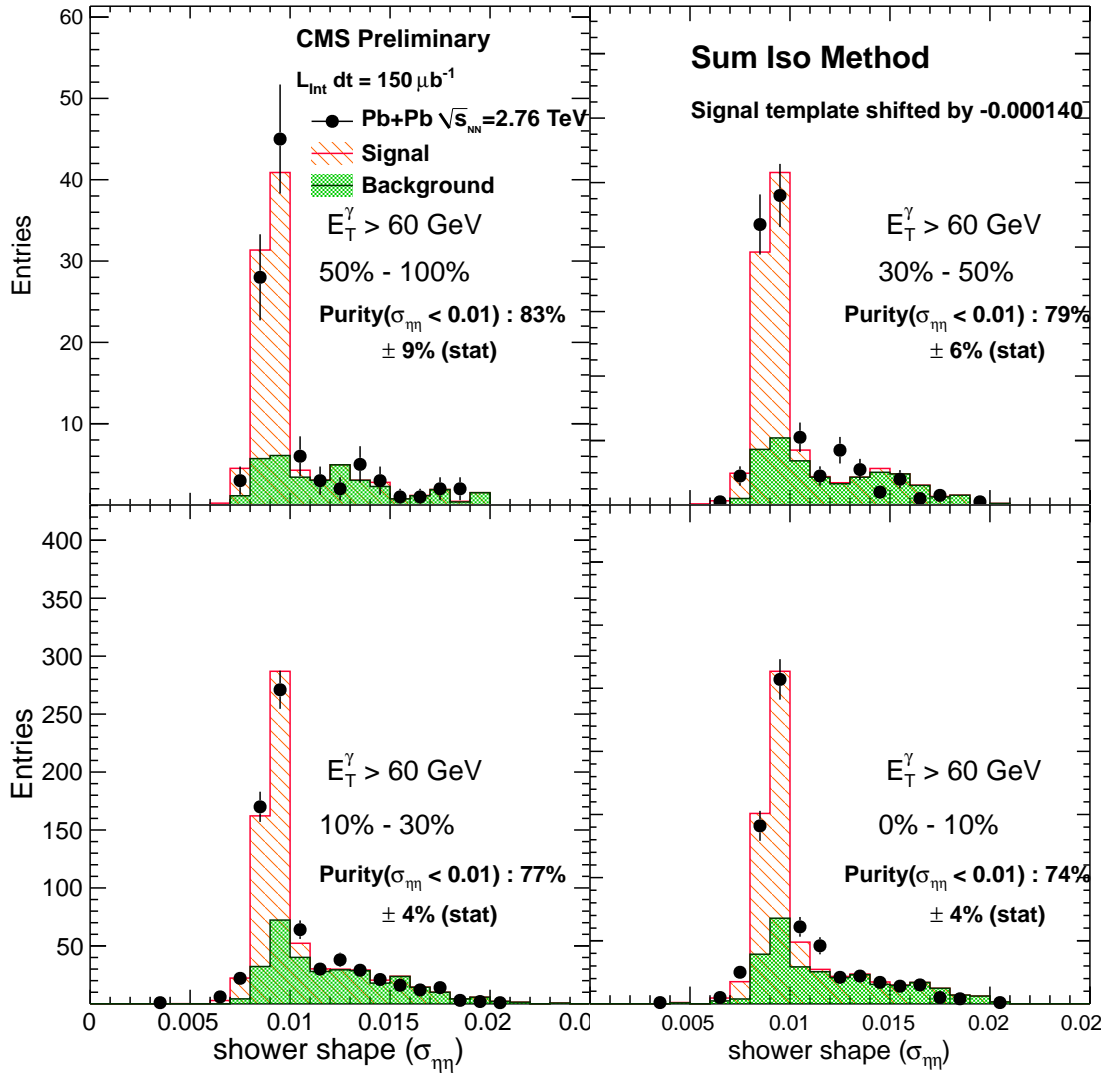 60
50
40
30
20
10
Entries
CMS Preliminary
L_Int dt = 150 μb⁻¹
Pb+Pb √s_NN=2.76 TeV
Signal
Background
E_T^γ > 60 GeV
50% - 100%
Purity(σ_ηη < 0.01) : 83%
± 9% (stat)
Sum Iso Method
Signal template shifted by -0.000140
E_T^γ > 60 GeV
30% - 50%
Purity(σ_ηη < 0.01) : 79%
± 6% (stat)
400
350
300
250
200
150
100
50
Entries
E_T^γ > 60 GeV
10% - 30%
Purity(σ_ηη < 0.01) : 77%
± 4% (stat)
0 0.005 0.01 0.015 0.02 0.0
shower shape (σ_ηη)
E_T^γ > 60 GeV
0% - 10%
Purity(σ_ηη < 0.01) : 74%
± 4% (stat)
0.005 0.01 0.015 0.02 0.02
shower shape (σ_ηη)